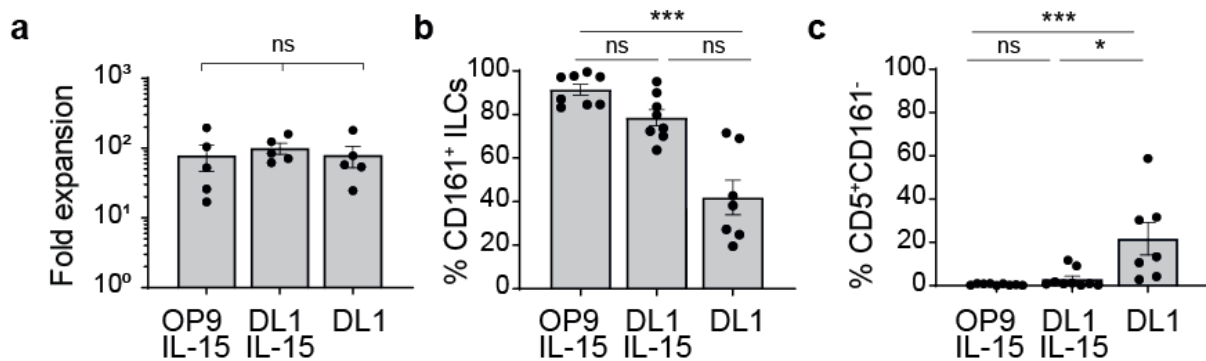 a
ns
Fold expansion
10³
10²
10¹
10⁰
OP9 IL-15
DL1 IL-15
DL1
b
***
ns ns
% CD161⁺ ILCs
100
80
60
40
20
0
OP9 IL-15
DL1 IL-15
DL1
c
***
ns *
% CD5⁺CD161⁻
100
80
60
40
20
0
OP9 IL-15
DL1 IL-15
DL1